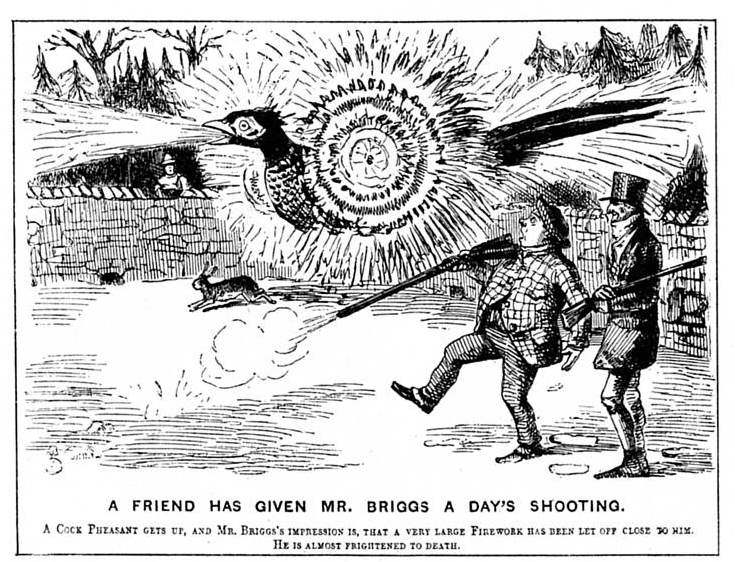 A FRIEND HAS GIVEN MR. BRIGGS A DAY'S SHOOTING.
A COCK PHEASANT GETS UP, AND MR. BRIGGS'S IMPRESSION IS, THAT A VERY LARGE FIREWORK HAS BEEN LET OFF CLOSE TO HIM.
HE IS ALMOST FRIGHTENED TO DEATH.